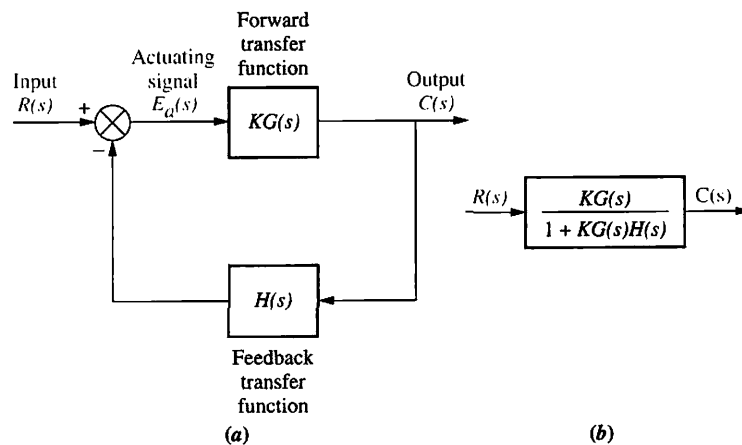 Forward
transfer
function
Actuating
signal
E_a(s)
Input
R(s)
+
−
KG(s)
Output
C(s)
H(s)
Feedback
transfer
function
(a)
R(s)
KG(s)
1 + KG(s)H(s)
C(s)
(b)